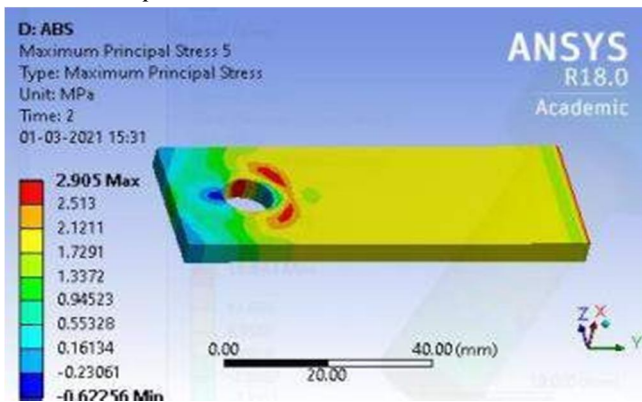 D: ABS
Maximum Principal Stress 5
Type: Maximum Principal Stress
Unit: MPa
Time: 2
01-03-2021 15:31
ANSYS
R18.0
Academic
2.905 Max
2.513
2.1211
1.7291
1.3372
0.94523
0.55328
0.16134
-0.23061
-0.62256 Min
0.00
40.00 (mm)
20.00
Z
X
Y